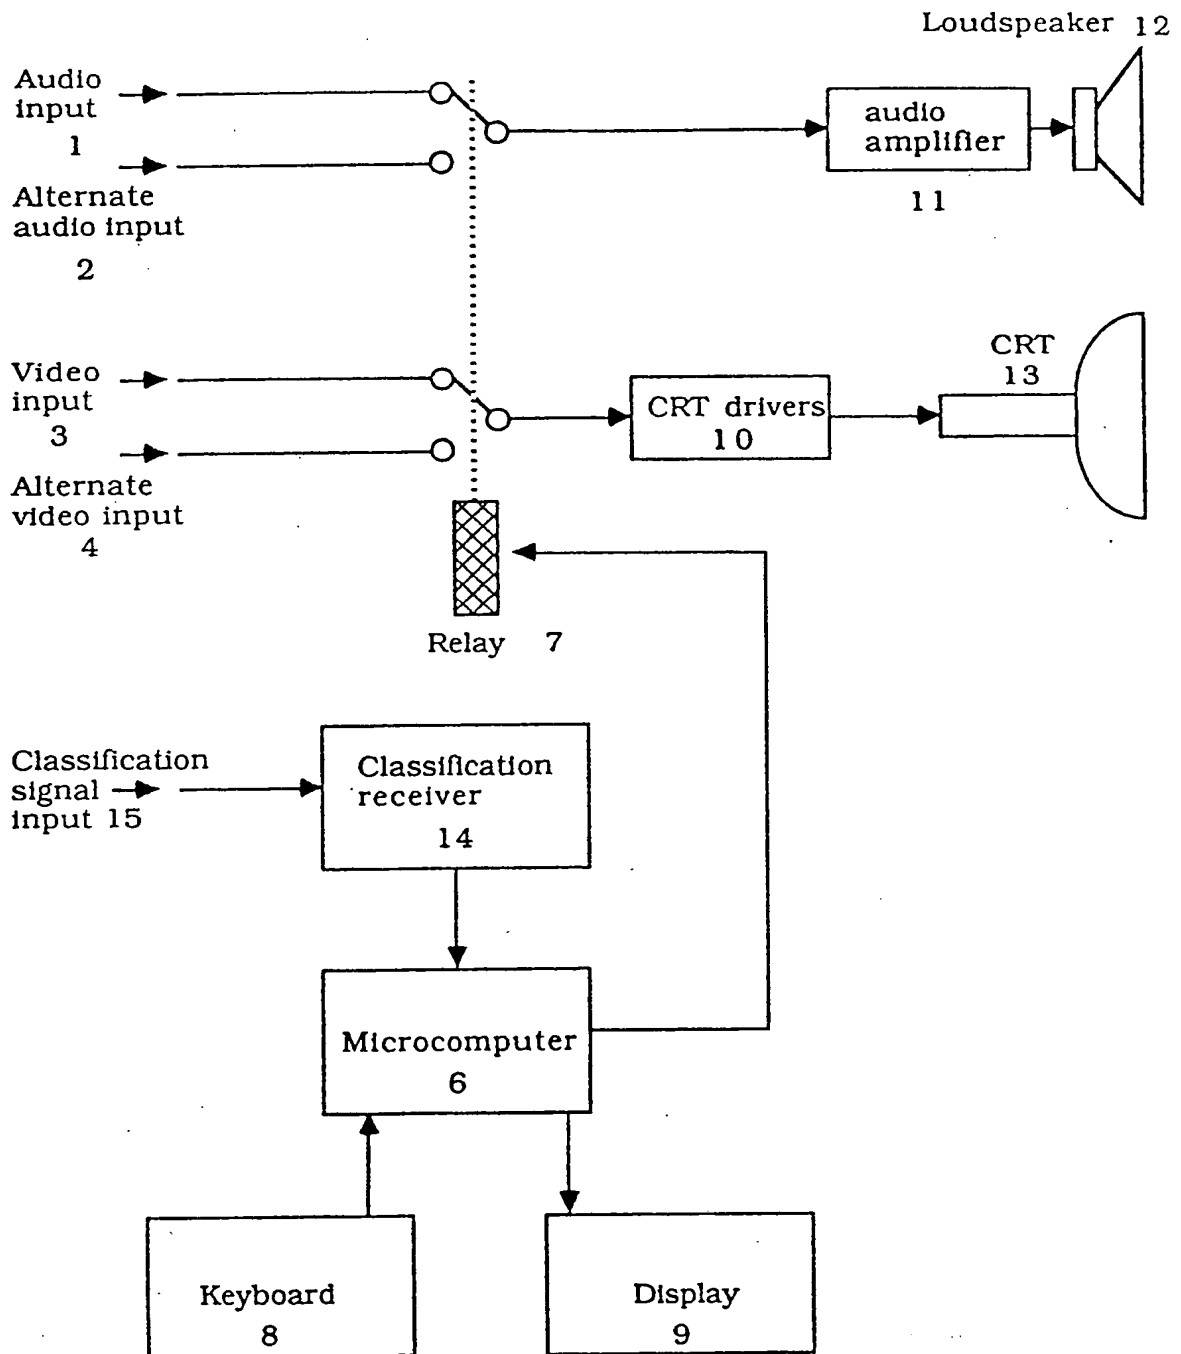 Loudspeaker 12
Audio
input
1
Alternate
audio input
2
audio
amplifier
11
Video
input
3
Alternate
video input
4
CRT drivers
10
CRT
13
Relay 7
Classification
signal
input 15
Classification
receiver
14
Microcomputer
6
Keyboard
8
Display
9